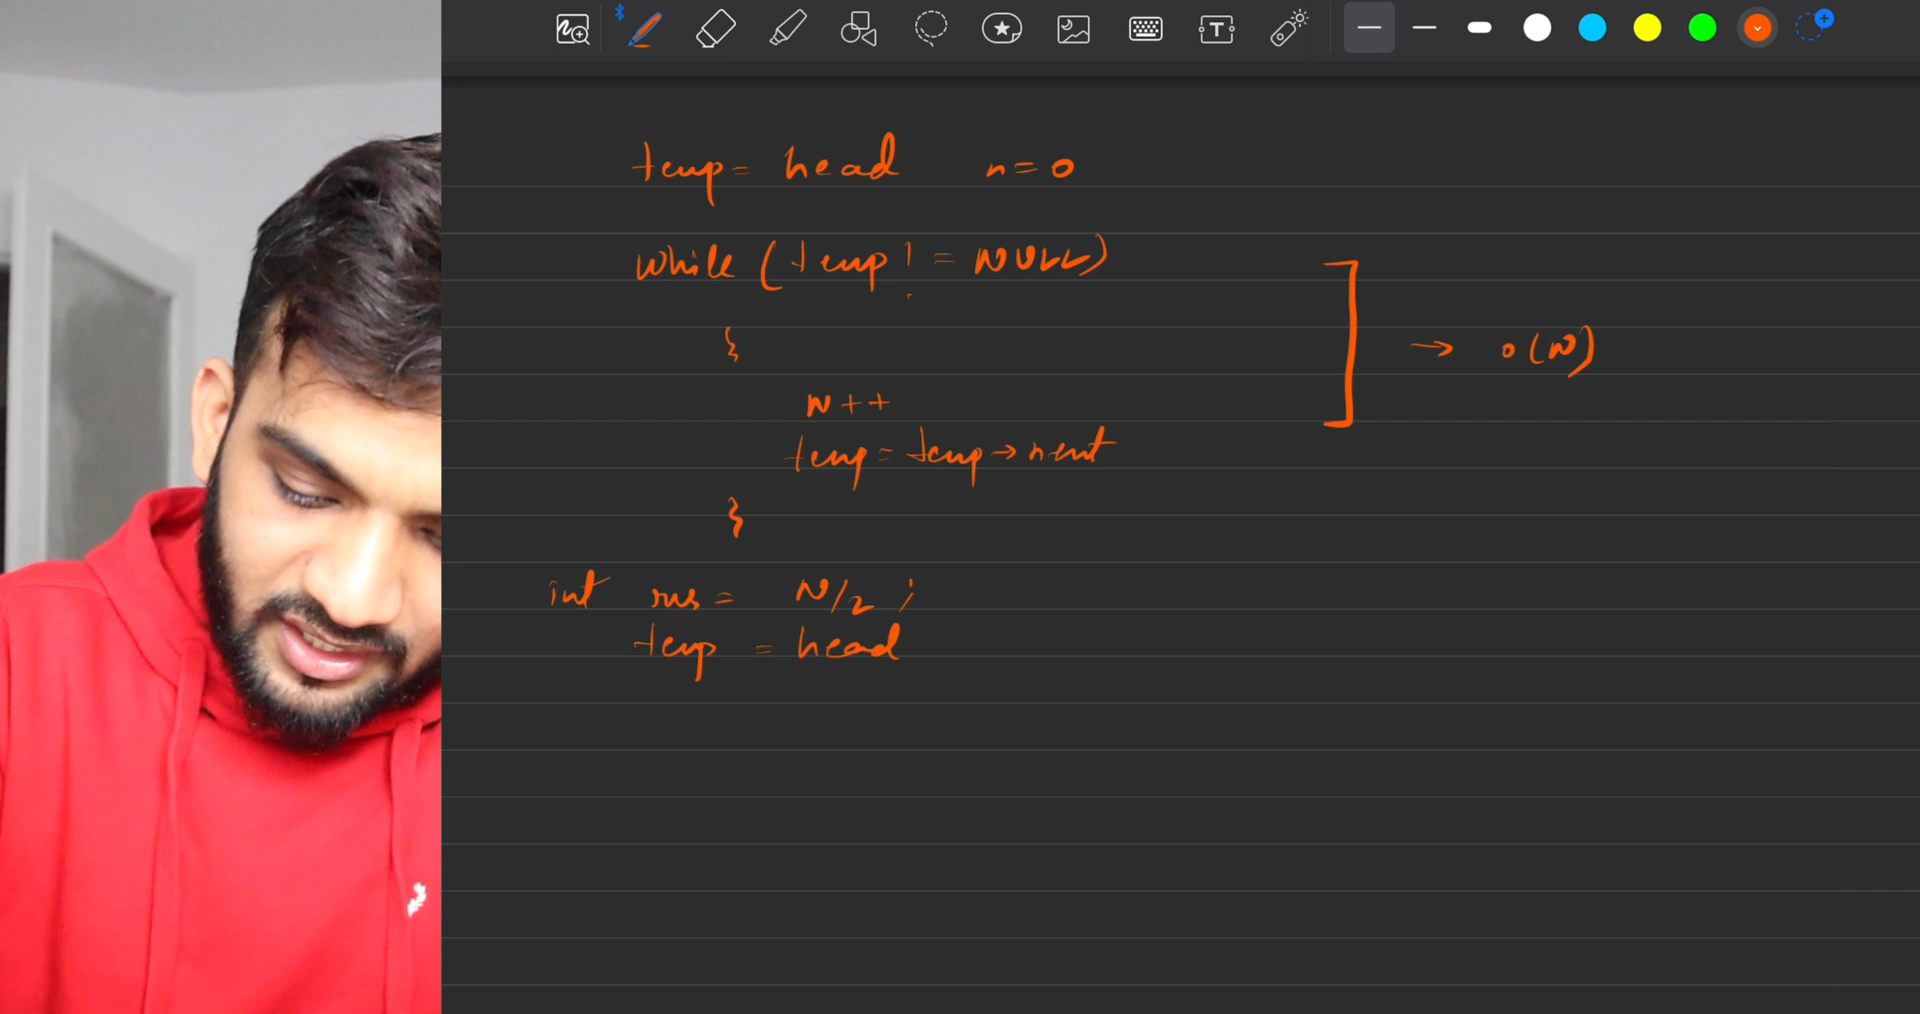 temp = head n = 0
while (temp != NULL)
{
N++
temp = temp → next
}
→ O(N)
int res = N/2 ;
temp = head
T